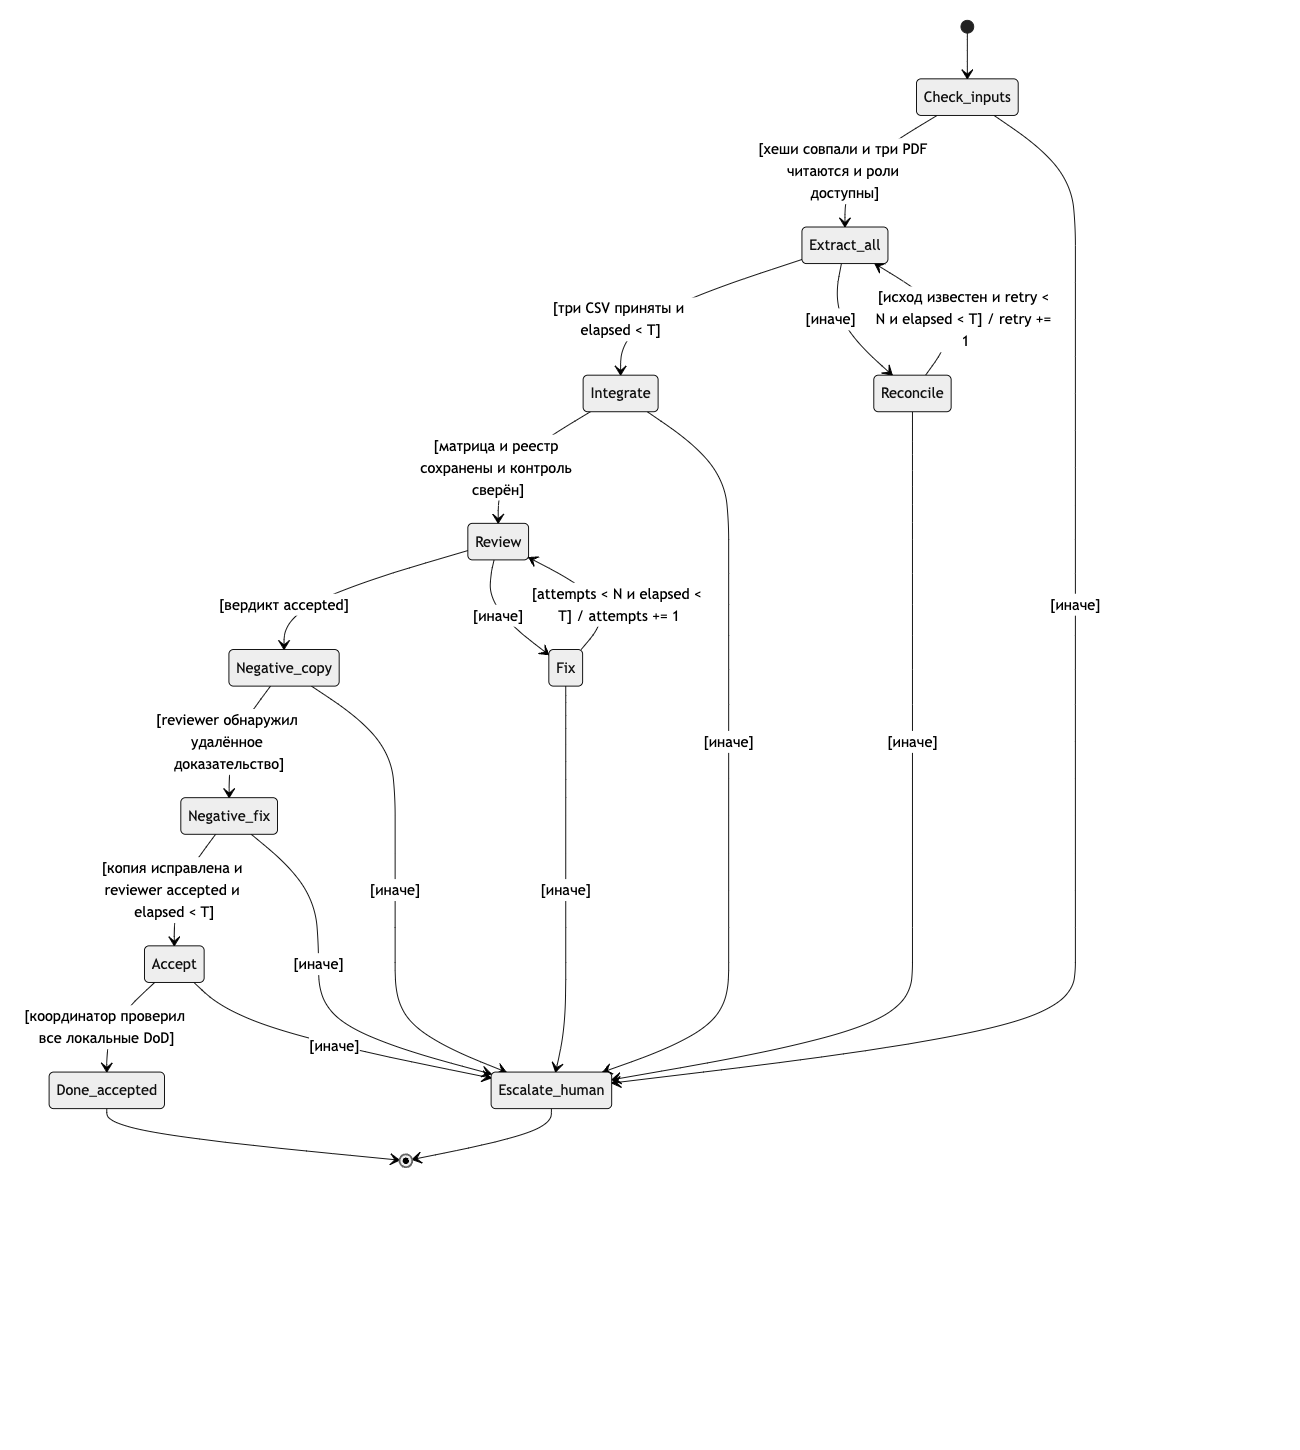 Check_inputs
[хеши совпали и три PDF
читаются и роли
доступны]
Extract_all
[три CSV приняты и
elapsed < T]
[иначе]
[исход известен и retry <
N и elapsed < T] / retry +=
1
Integrate
Reconcile
[матрица и реестр
сохранены и контроль
сверён]
Review
[вердикт accepted]
[иначе]
[attempts < N и elapsed <
T] / attempts += 1
[иначе]
Negative_copy
Fix
[reviewer обнаружил
удалённое
доказательство]
[иначе]
[иначе]
Negative_fix
[копия исправлена и
reviewer accepted и
elapsed < T]
[иначе]
[иначе]
Accept
[иначе]
[координатор проверил
все локальные DoD]
[иначе]
Done_accepted
Escalate_human